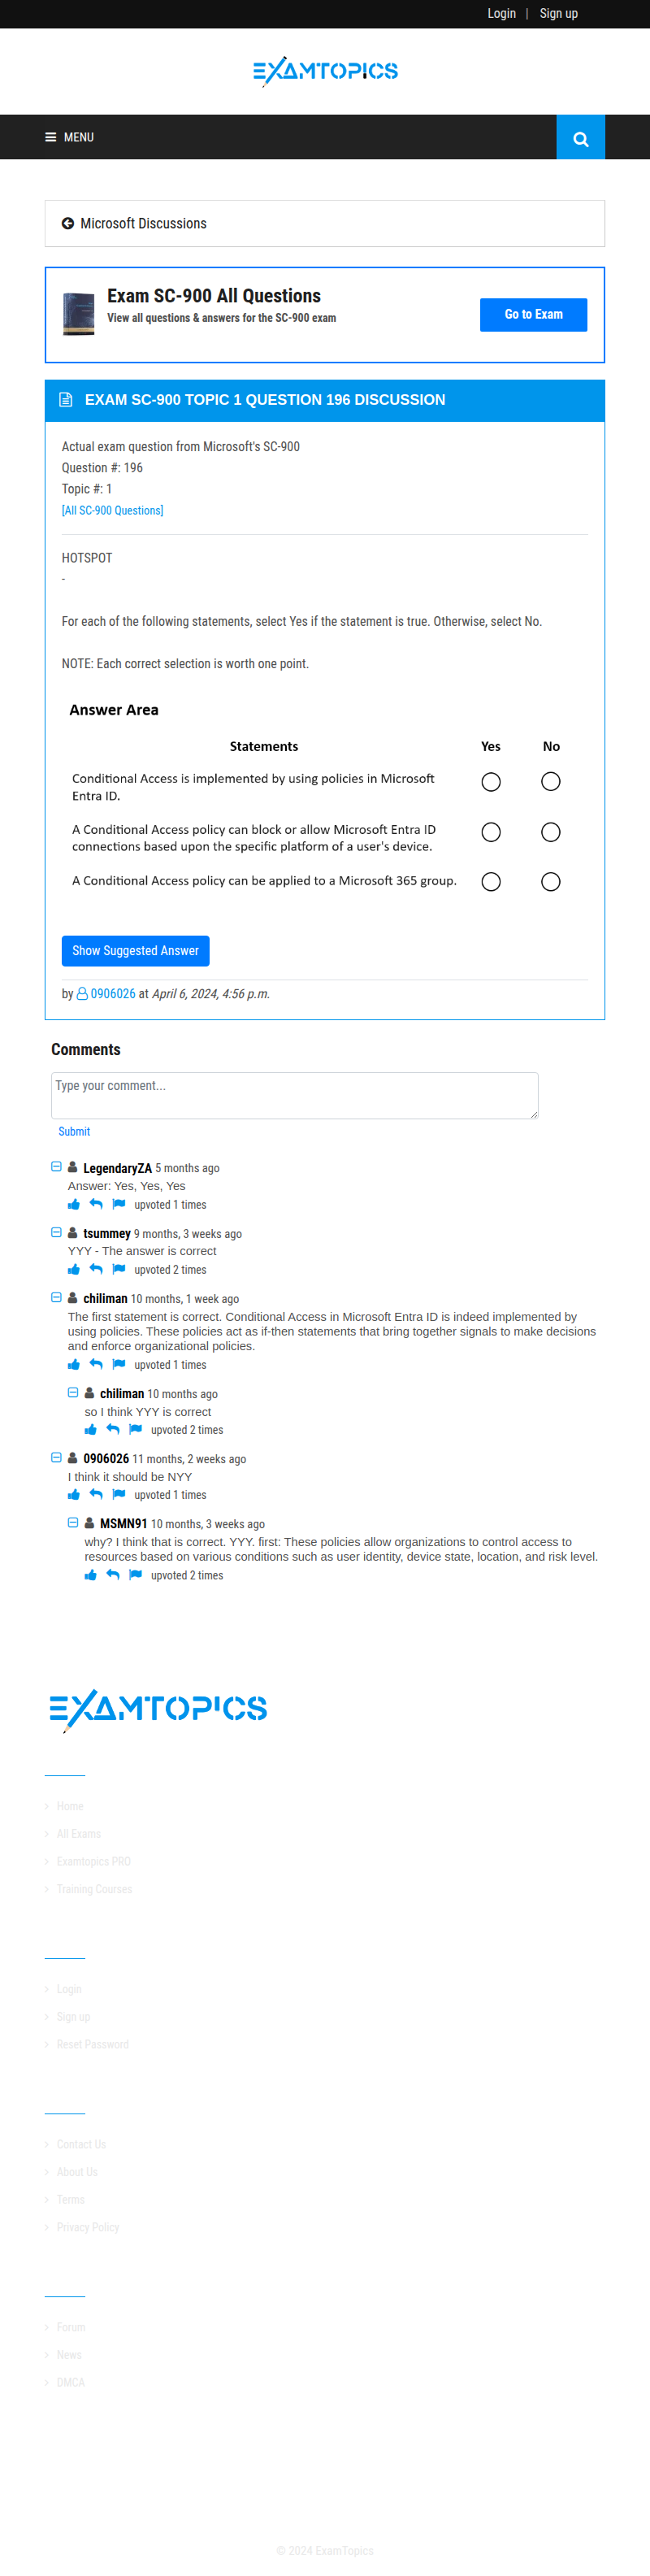 Login | Sign up
EXAMTOPICS
MENU
Microsoft Discussions
Exam SC-900 All Questions
View all questions & answers for the SC-900 exam
Go to Exam
EXAM SC-900 TOPIC 1 QUESTION 196 DISCUSSION
Actual exam question from Microsoft's SC-900
Question #: 196
Topic #: 1
[All SC-900 Questions]
HOTSPOT
-
For each of the following statements, select Yes if the statement is true. Otherwise, select No.
NOTE: Each correct selection is worth one point.
Answer Area
Statements Yes No
Conditional Access is implemented by using policies in Microsoft
Entra ID.
A Conditional Access policy can block or allow Microsoft Entra ID
connections based upon the specific platform of a user's device.
A Conditional Access policy can be applied to a Microsoft 365 group.
Show Suggested Answer
by 0906026 at April 6, 2024, 4:56 p.m.
Comments
Type your comment...
Submit
LegendaryZA 5 months ago
Answer: Yes, Yes, Yes
upvoted 1 times
tsummey 9 months, 3 weeks ago
YYY - The answer is correct
upvoted 2 times
chiliman 10 months, 1 week ago
The first statement is correct. Conditional Access in Microsoft Entra ID is indeed implemented by
using policies. These policies act as if-then statements that bring together signals to make decisions
and enforce organizational policies.
upvoted 1 times
chiliman 10 months ago
so I think YYY is correct
upvoted 2 times
0906026 11 months, 2 weeks ago
I think it should be NYY
upvoted 1 times
MSMN91 10 months, 3 weeks ago
why? I think that is correct. YYY. first: These policies allow organizations to control access to
resources based on various conditions such as user identity, device state, location, and risk level.
upvoted 2 times
EXAMTOPICS
Home
All Exams
Examtopics PRO
Training Courses
Login
Sign up
Reset Password
Contact Us
About Us
Terms
Privacy Policy
Forum
News
DMCA
© 2024 ExamTopics